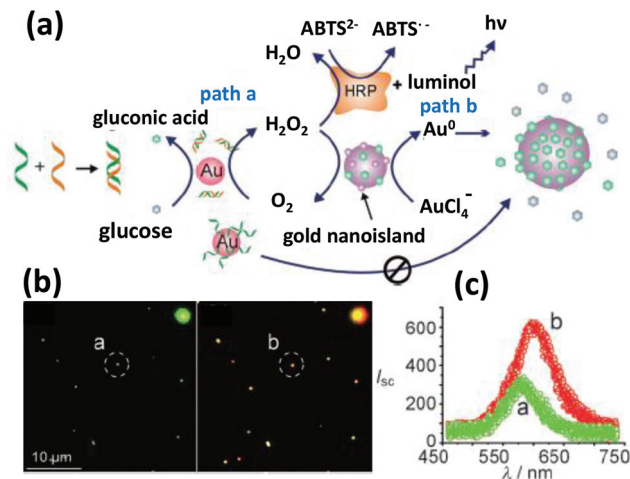 (a)
ABTS2- ABTS·-
hν
H2O
HRP
+ luminol
path a
path b
gluconic acid
H2O2
Au0
+
Au
glucose
O2
AuCl4-
Au
gold nanoisland
(b)
(c)
a
b
10 µm
Isc
600
400
200
0
b
a
450 550 650 750
λ / nm